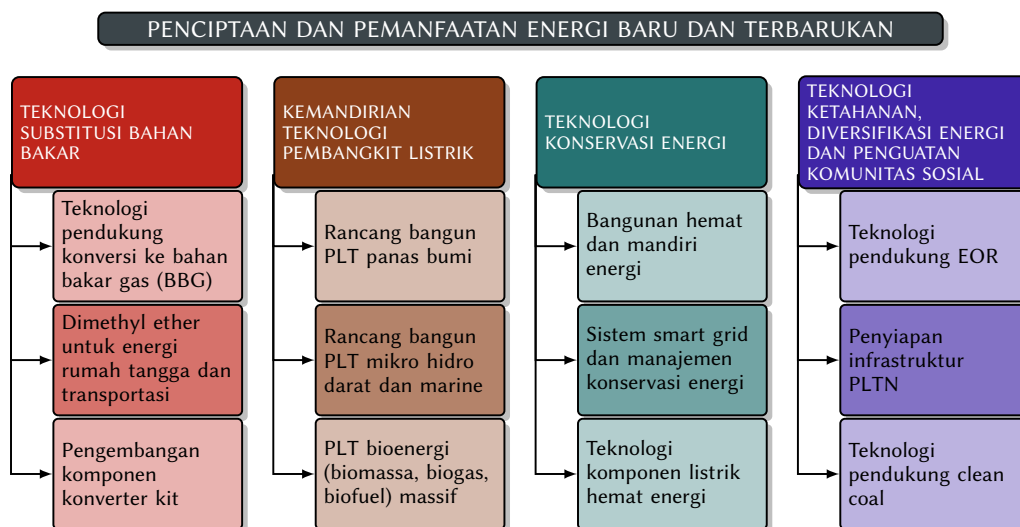 PENCIPTAAN DAN PEMANFAATAN ENERGI BARU DAN TERBARUKAN
TEKNOLOGI
SUBSTITUSI BAHAN
BAKAR
Teknologi
pendukung
konversi ke bahan
bakar gas (BBG)
Dimethyl ether
untuk energi
rumah tangga dan
transportasi
Pengembangan
komponen
konverter kit
KEMANDIRIAN
TEKNOLOGI
PEMBANGKIT LISTRIK
Rancang bangun
PLT panas bumi
Rancang bangun
PLT mikro hidro
darat dan marine
PLT bioenergi
(biomassa, biogas,
biofuel) massif
TEKNOLOGI
KONSERVASI ENERGI
Bangunan hemat
dan mandiri
energi
Sistem smart grid
dan manajemen
konservasi energi
Teknologi
komponen listrik
hemat energi
TEKNOLOGI
KETAHANAN,
DIVERSIFIKASI ENERGI
DAN PENGUATAN
KOMUNITAS SOSIAL
Teknologi
pendukung EOR
Penyiapan
infrastruktur
PLTN
Teknologi
pendukung clean
coal